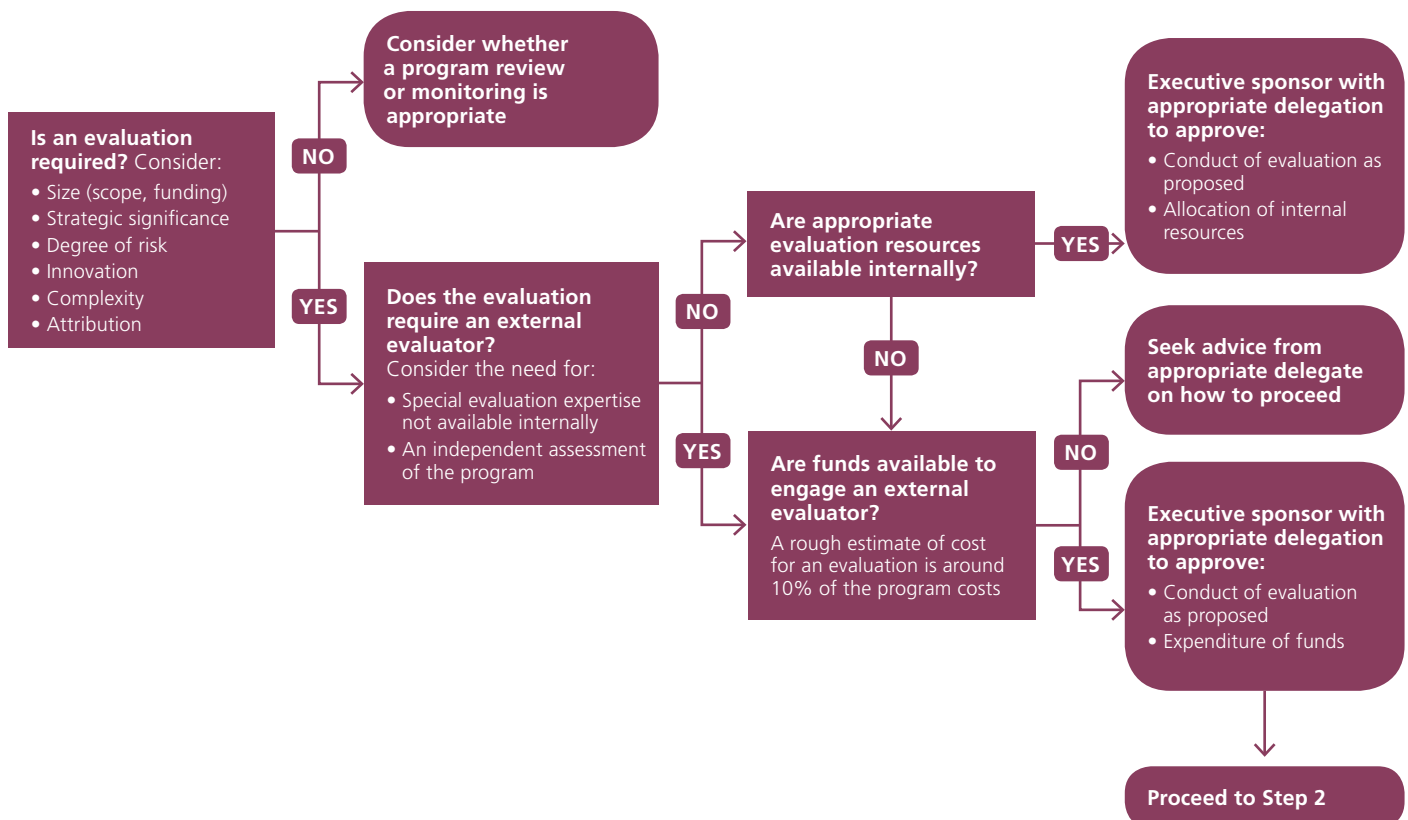 Is an evaluation
required? Consider:
• Size (scope, funding)
• Strategic significance
• Degree of risk
• Innovation
• Complexity
• Attribution
NO
YES
Consider whether
a program review
or monitoring is
appropriate
Does the evaluation
require an external
evaluator?
Consider the need for:
• Special evaluation expertise
not available internally
• An independent assessment
of the program
NO
YES
Are appropriate
evaluation resources
available internally?
YES
NO
Are funds available to
engage an external
evaluator?
A rough estimate of cost
for an evaluation is around
10% of the program costs
NO
YES
Executive sponsor with
appropriate delegation
to approve:
• Conduct of evaluation as
proposed
• Allocation of internal
resources
Seek advice from
appropriate delegate
on how to proceed
Executive sponsor with
appropriate delegation
to approve:
• Conduct of evaluation
as proposed
• Expenditure of funds
Proceed to Step 2